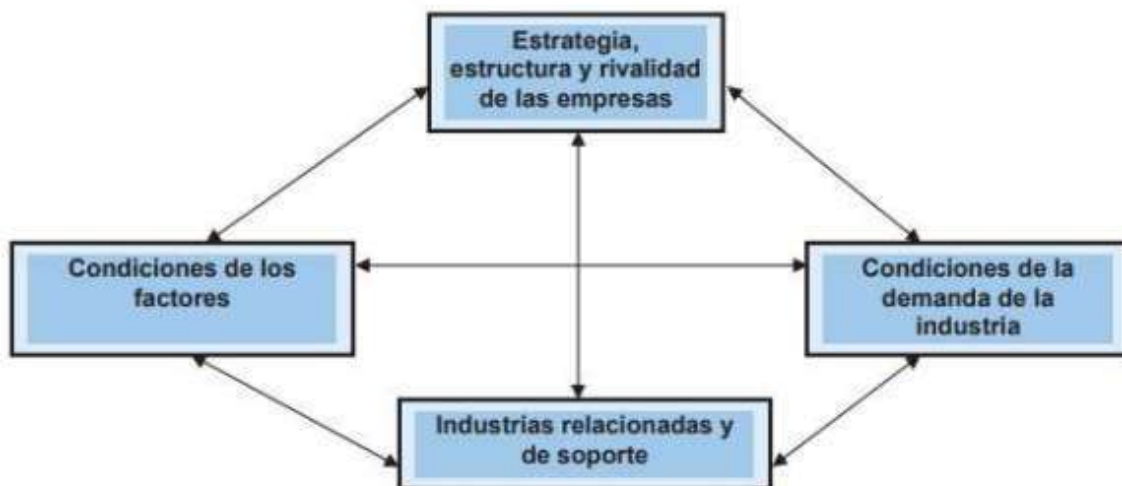 Estrategia,
estructura y rivalidad
de las empresas
Condiciones de los
factores
Condiciones de la
demanda de la
industria
Industrias relacionadas y
de soporte